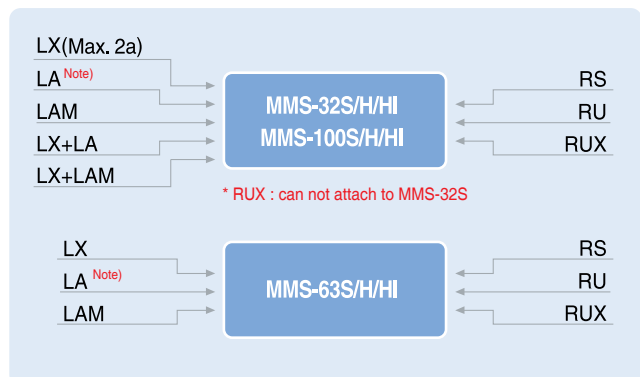 LX(Max. 2a)
LA Note)
LAM
LX+LA
LX+LAM
MMS-32S/H/HI
MMS-100S/H/HI
RS
RU
RUX
* RUX : can not attach to MMS-32S
LX
LA Note)
LAM
MMS-63S/H/HI
RS
RU
RUX